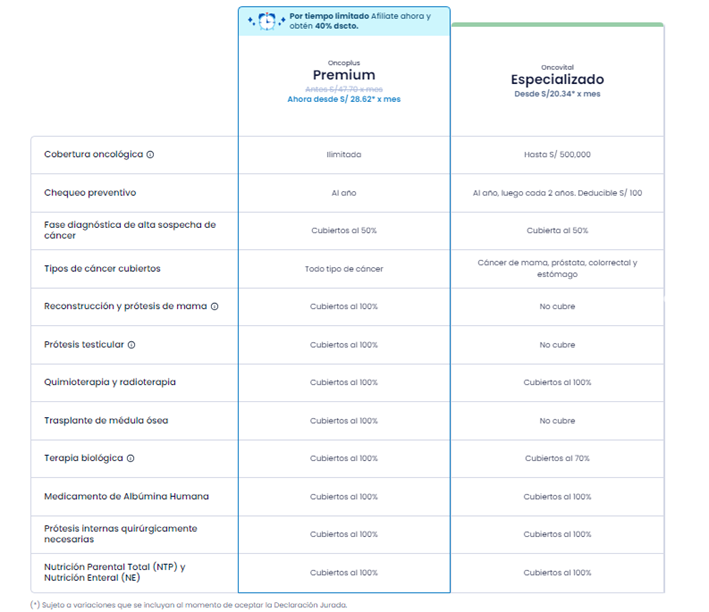 Por tiempo limitado Afíliate ahora y
obtén 40% dscto.
Oncoplus
Premium
Antes S/47.70 x mes
Ahora desde S/ 28.62* x mes
Oncovital
Especializado
Desde S/20.34* x mes
Cobertura oncológica
Ilimitada
Hasta S/ 500,000
Chequeo preventivo
Al año
Al año, luego cada 2 años. Deducible S/ 100
Fase diagnóstica de alta sospecha de
cáncer
Cubiertos al 50%
Cubierta al 50%
Tipos de cáncer cubiertos
Todo tipo de cáncer
Cáncer de mama, próstata, colorrectal y
estómago
Reconstrucción y prótesis de mama
Cubiertos al 100%
No cubre
Prótesis testicular
Cubiertos al 100%
No cubre
Quimioterapia y radioterapia
Cubiertos al 100%
Cubiertos al 100%
Trasplante de médula ósea
Cubiertos al 100%
No cubre
Terapia biológica
Cubiertos al 100%
Cubiertos al 70%
Medicamento de Albúmina Humana
Cubiertos al 100%
Cubiertos al 100%
Prótesis internas quirúrgicamente
necesarias
Cubiertos al 100%
Cubiertos al 100%
Nutrición Parental Total (NTP) y
Nutrición Enteral (NE)
Cubiertos al 100%
Cubiertos al 100%
(*) Sujeto a variaciones que se incluyan al momento de aceptar la Declaración Jurada.